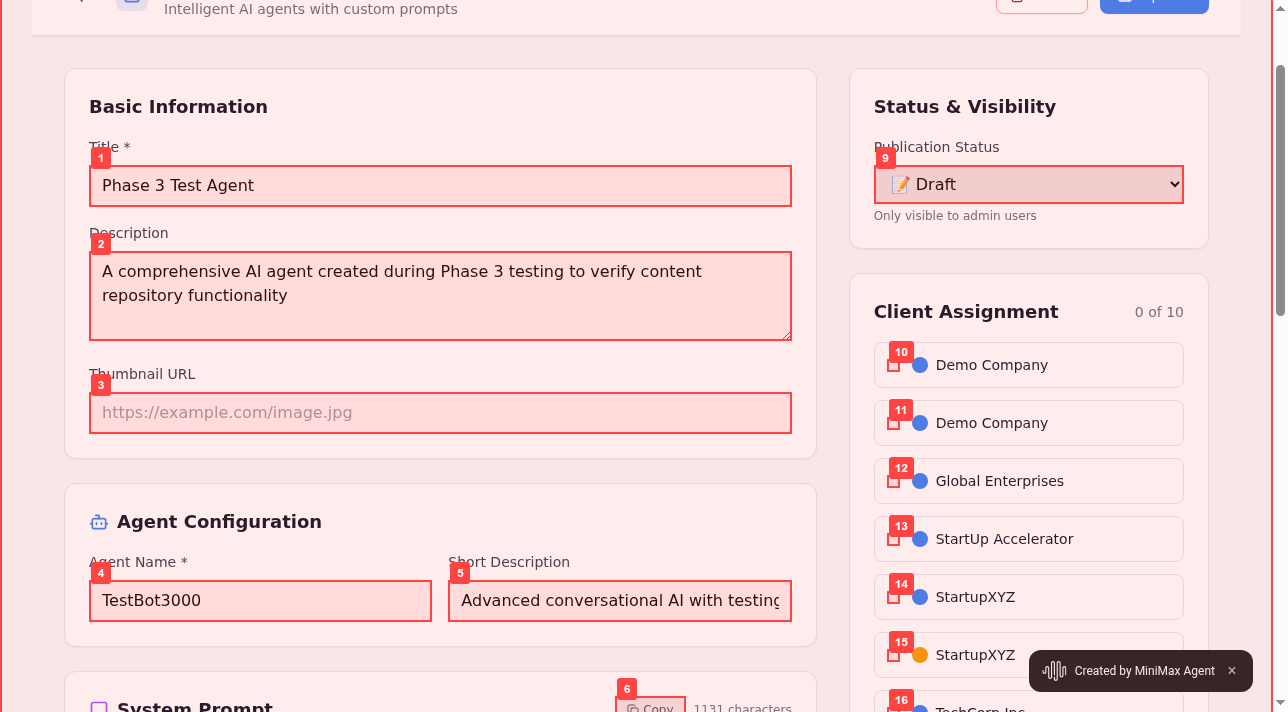 Intelligent AI agents with custom prompts
Basic Information
Title *
1
Phase 3 Test Agent
Description
2
A comprehensive AI agent created during Phase 3 testing to verify content
repository functionality
Thumbnail URL
3
https://example.com/image.jpg
Agent Configuration
Agent Name *
4
TestBot3000
Short Description
5
Advanced conversational AI with testing
System Prompt
6
Copy
1131 characters
Status & Visibility
Publication Status
9
📝 Draft
Only visible to admin users
Client Assignment
0 of 10
10
Demo Company
11
Demo Company
12
Global Enterprises
13
StartUp Accelerator
14
StartupXYZ
15
StartupXYZ
16
TechCorp Inc
Created by MiniMax Agent ×